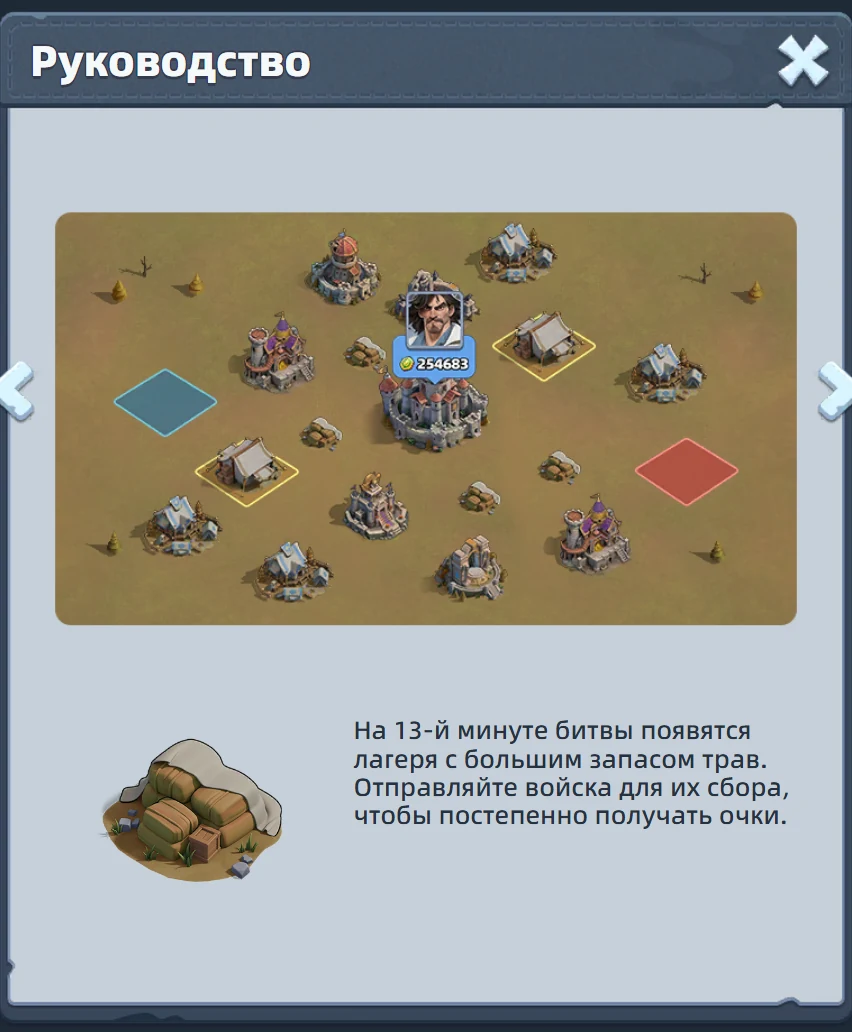 Руководство
254683
На 13-й минуте битвы появятся
лагеря с большим запасом трав.
Отправляйте войска для их сбора,
чтобы постепенно получать очки.